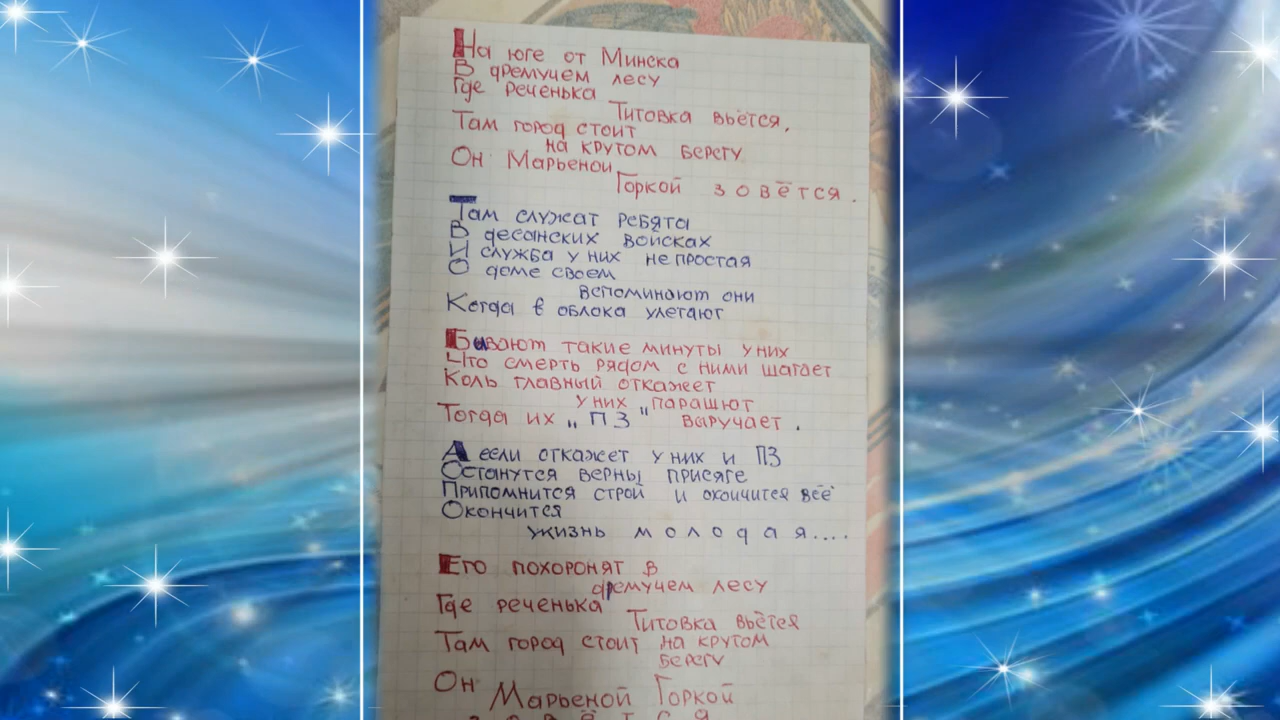 На юге от Минска
В дремучем лесу
Где реченька
Титовка вьётся,
Там город стоит
на крутом берегу
Он Марьеной
Горкой зовётся.
Там служат ребята
В десанских войсках
И служба у них непростая
О доме своем
вспоминают они
Когда в облока улетают
Бывают такие минуты у них
Что смерть рядом с ними шагает
Коль главный откажет
у них парашют
Тогда их „ПЗ" выручает.
А если откажет у них и ПЗ
Останутся верны присяге
Припомнится строй и окончится всё
Окончится
жизнь молодая....
Его похоронят в
дремучем лесу
Где реченька
Титовка вьётся
Там город стоит на крутом
берегу
Он Марьеной Горкой
зовётся